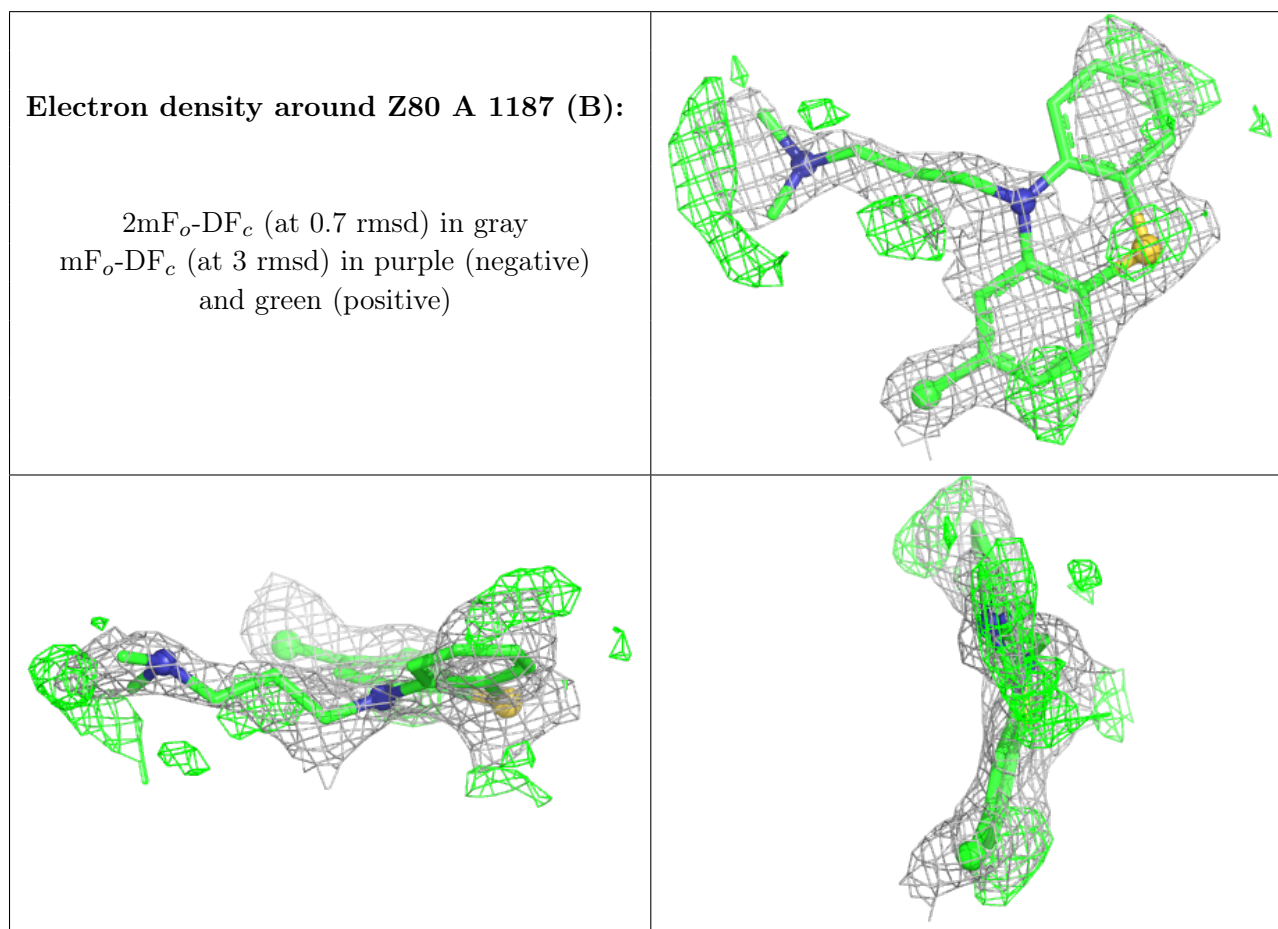 Electron density around Z80 A 1187 (B):
2mFo-DFc (at 0.7 rmsd) in gray
mFo-DFc (at 3 rmsd) in purple (negative)
and green (positive)